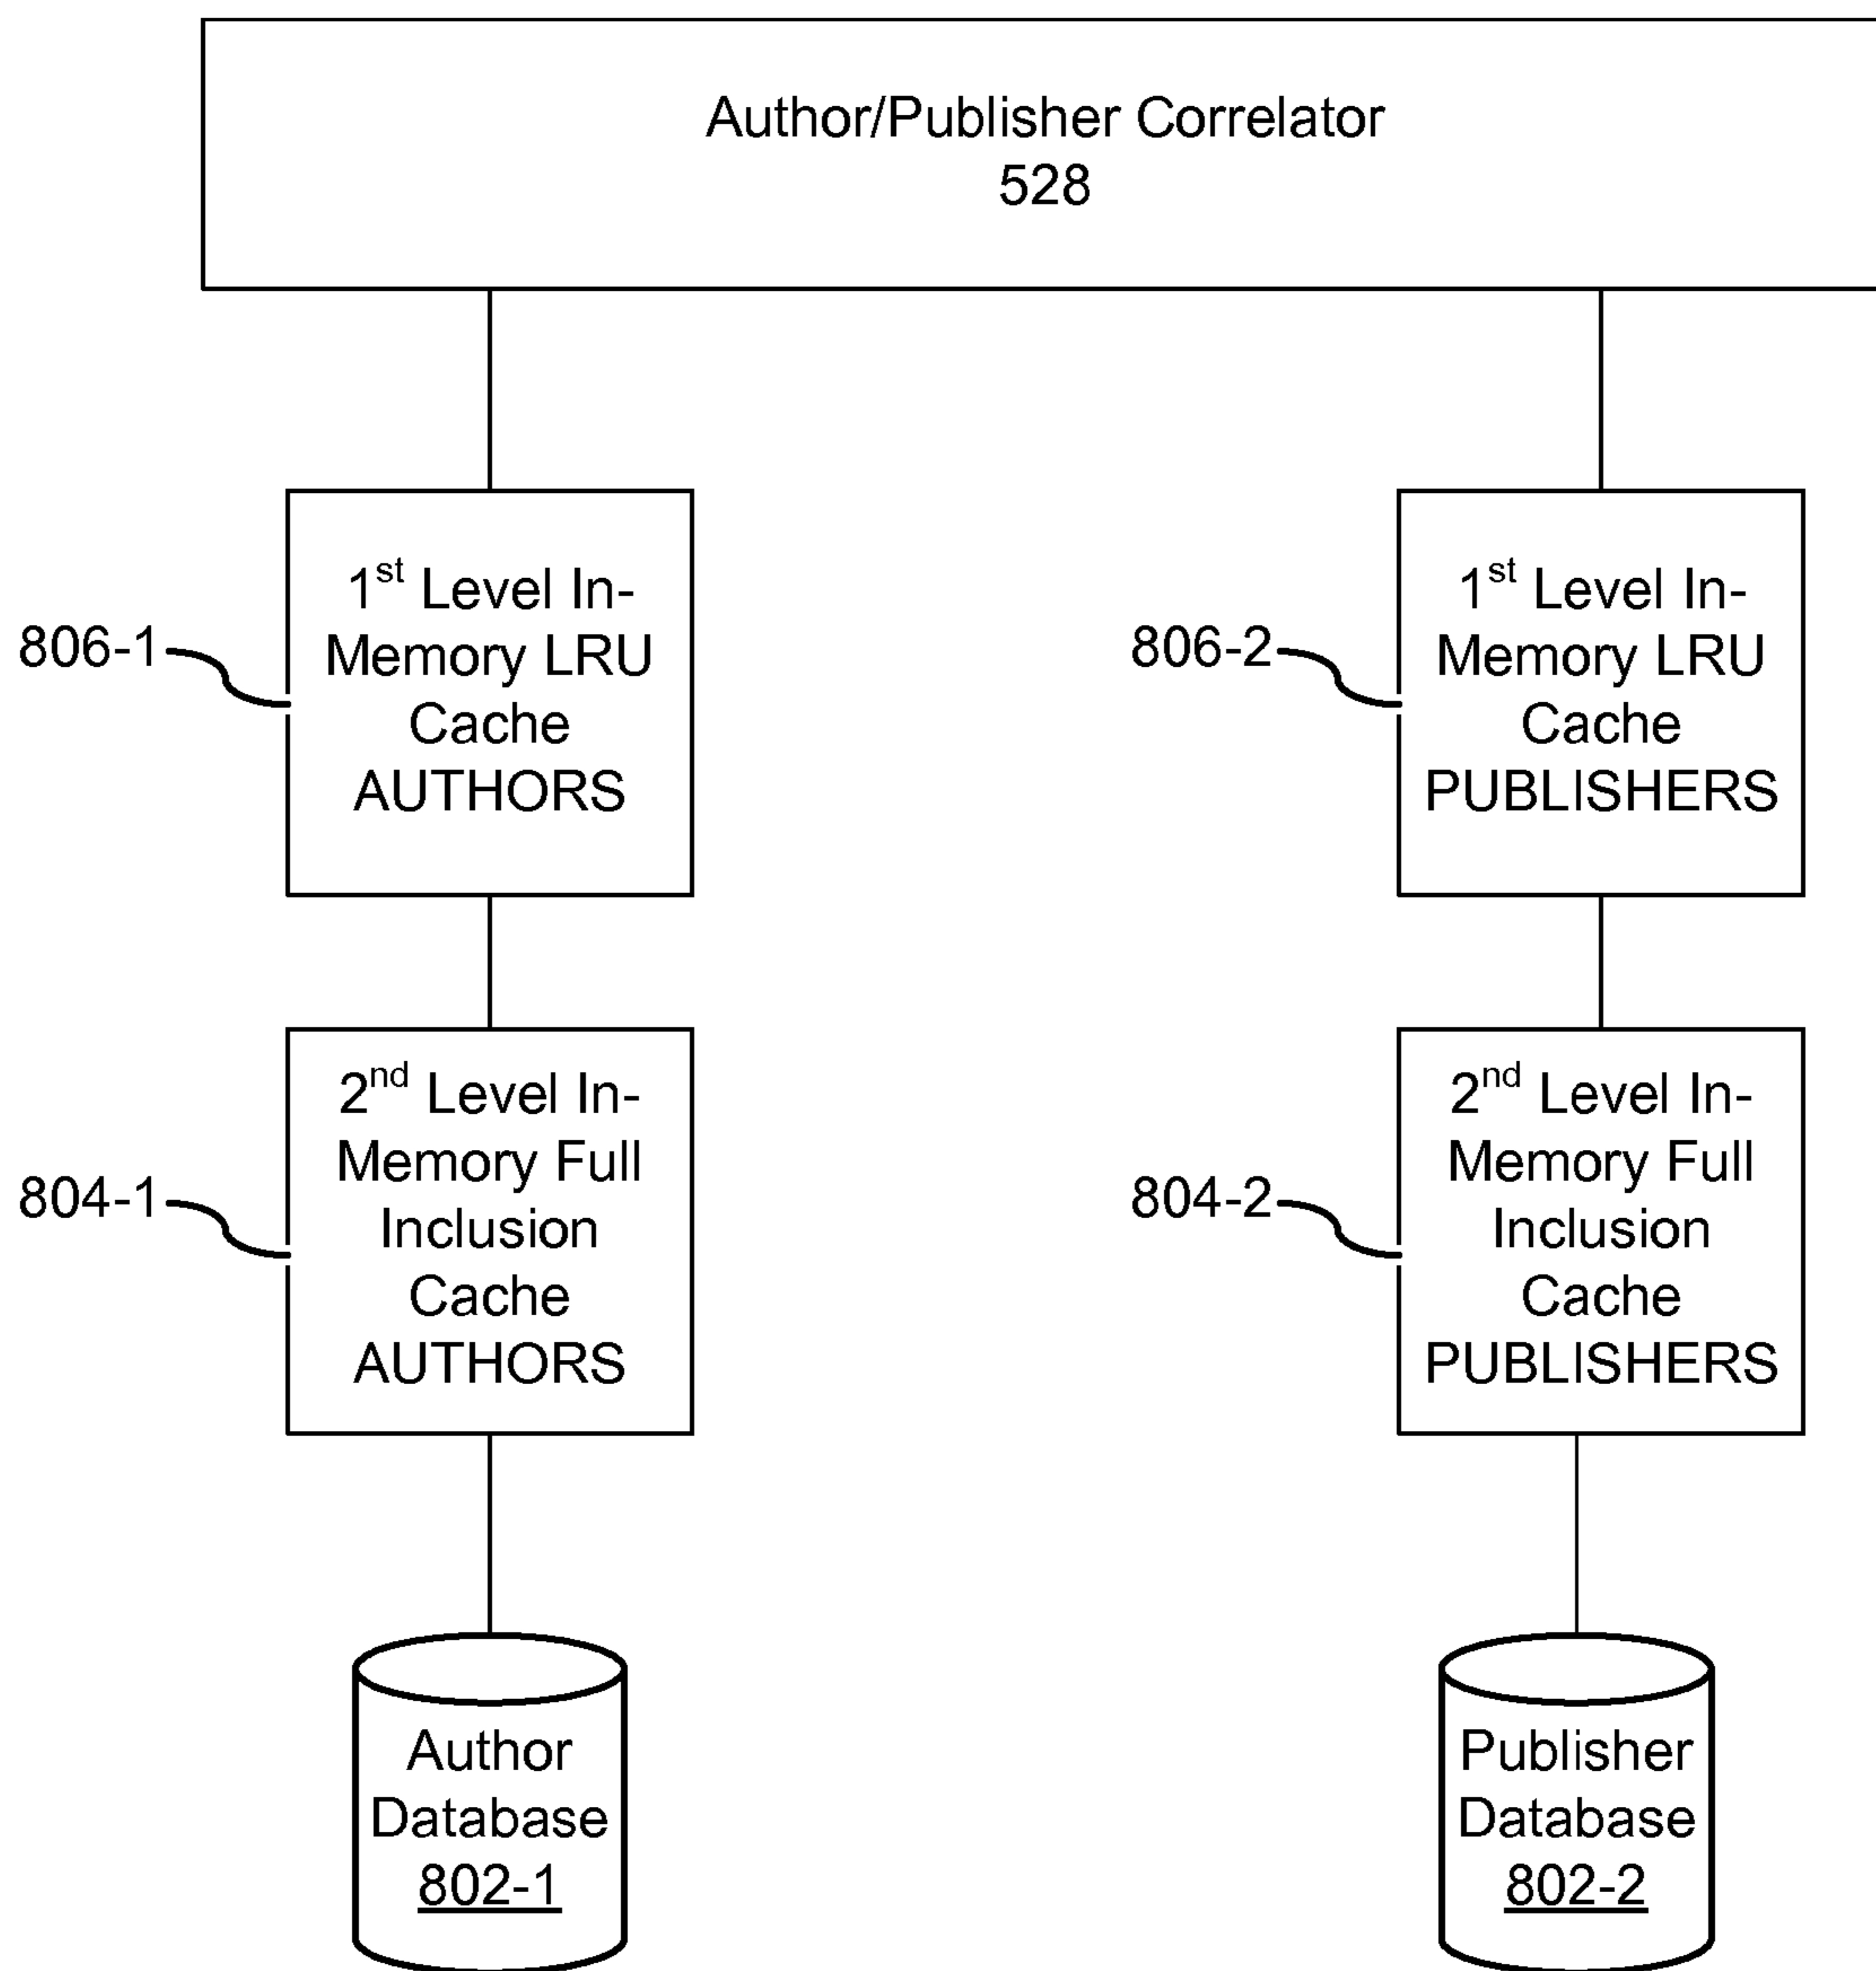 Author/Publisher Correlator
528
806-1
1st Level In-
Memory LRU
Cache
AUTHORS
806-2
1st Level In-
Memory LRU
Cache
PUBLISHERS
804-1
2nd Level In-
Memory Full
Inclusion
Cache
AUTHORS
804-2
2nd Level In-
Memory Full
Inclusion
Cache
PUBLISHERS
Author
Database
802-1
Publisher
Database
802-2